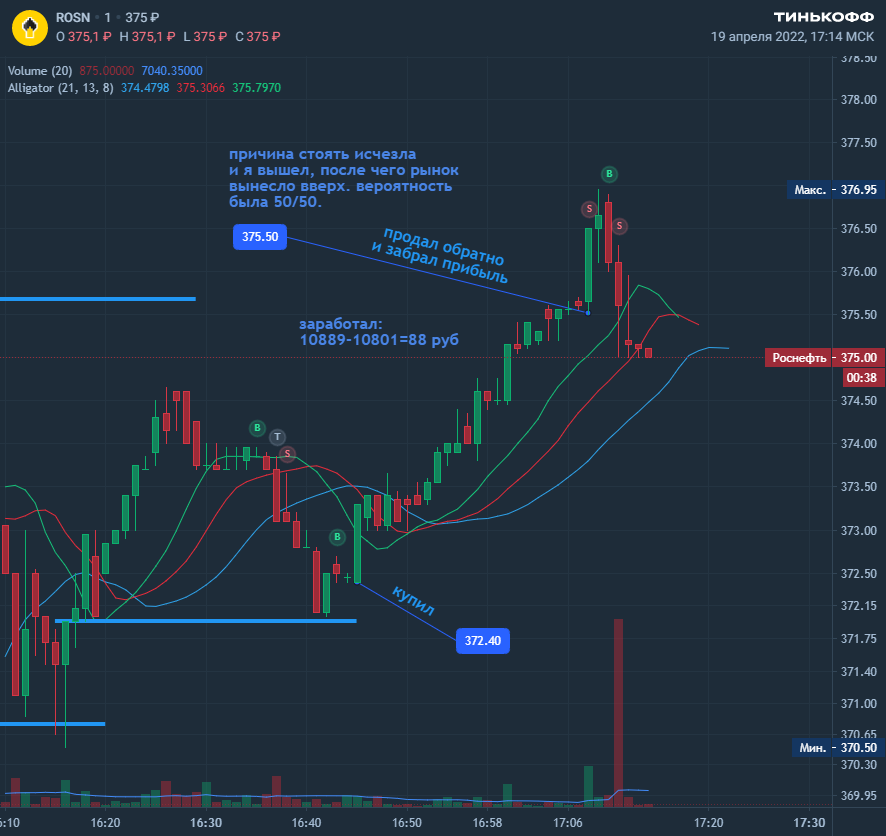 ROSN · 1 · 375 ₽
O 375,1 ₽ H 375,1 ₽ L 375 ₽ C 375 ₽
ТИНЬКОФФ
19 апреля 2022, 17:14 МСК
Volume (20) 875.00000 7040.35000
Alligator (21, 13, 8) 374.4798 375.3066 375.7970
378.50
378.00
377.50
причина стоять исчезла
и я вышел, после чего рынок
вынесло вверх. вероятность
была 50/50.
B
Макс. 376.95
S
S
376.50
375.50
продал обратно
и забрал прибыль
376.00
375.50
заработал:
10889-10801=88 руб
Роснефть 375.00
00:38
374.50
B
T
S
374.00
373.50
B
373.00
372.50
купил
372.15
372.40
371.75
371.40
371.00
370.65
Мин. 370.50
370.30
369.95
6:10 16:20 16:30 16:40 16:50 16:58 17:06 17:20 17:30